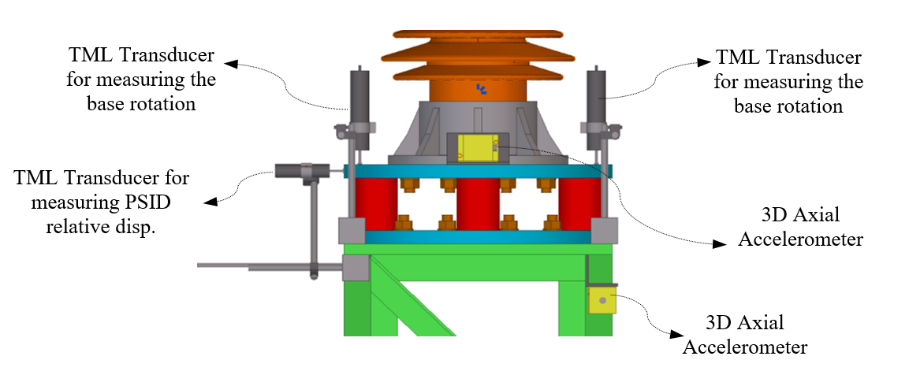 TML Transducer
for measuring the
base rotation
TML Transducer
for measuring the
base rotation
TML Transducer for
measuring PSID
relative disp.
3D Axial
Accelerometer
3D Axial
Accelerometer